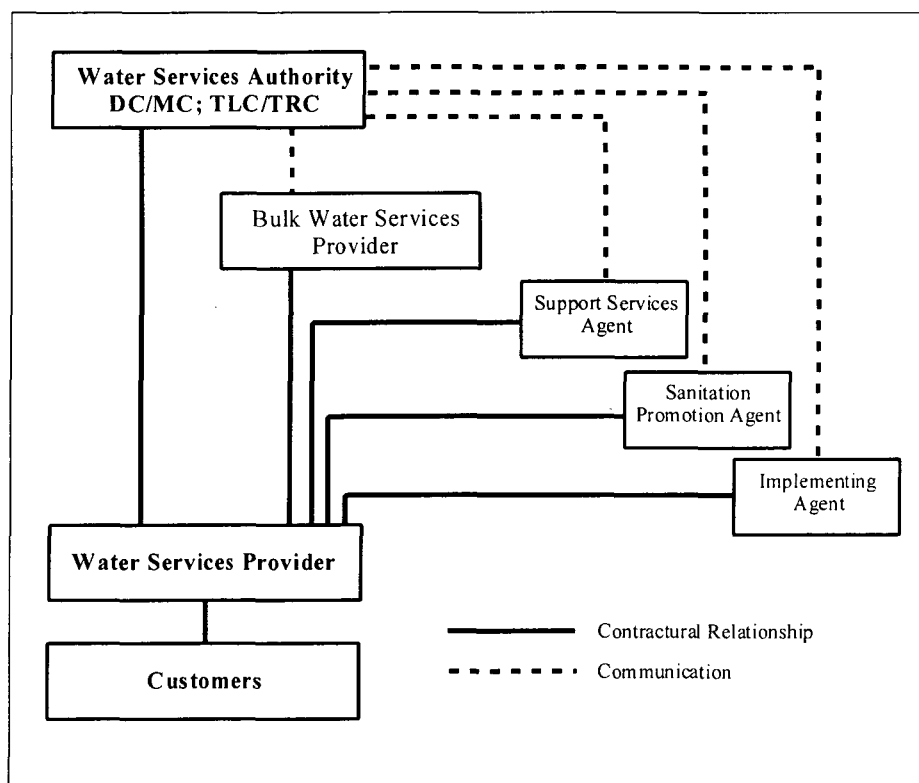 Water Services Authority
DC/MC; TLC/TRC
Bulk Water Services
Provider
Support Services
Agent
Sanitation
Promotion Agent
Implementing
Agent
Water Services Provider
Contractural Relationship
Communication
Customers